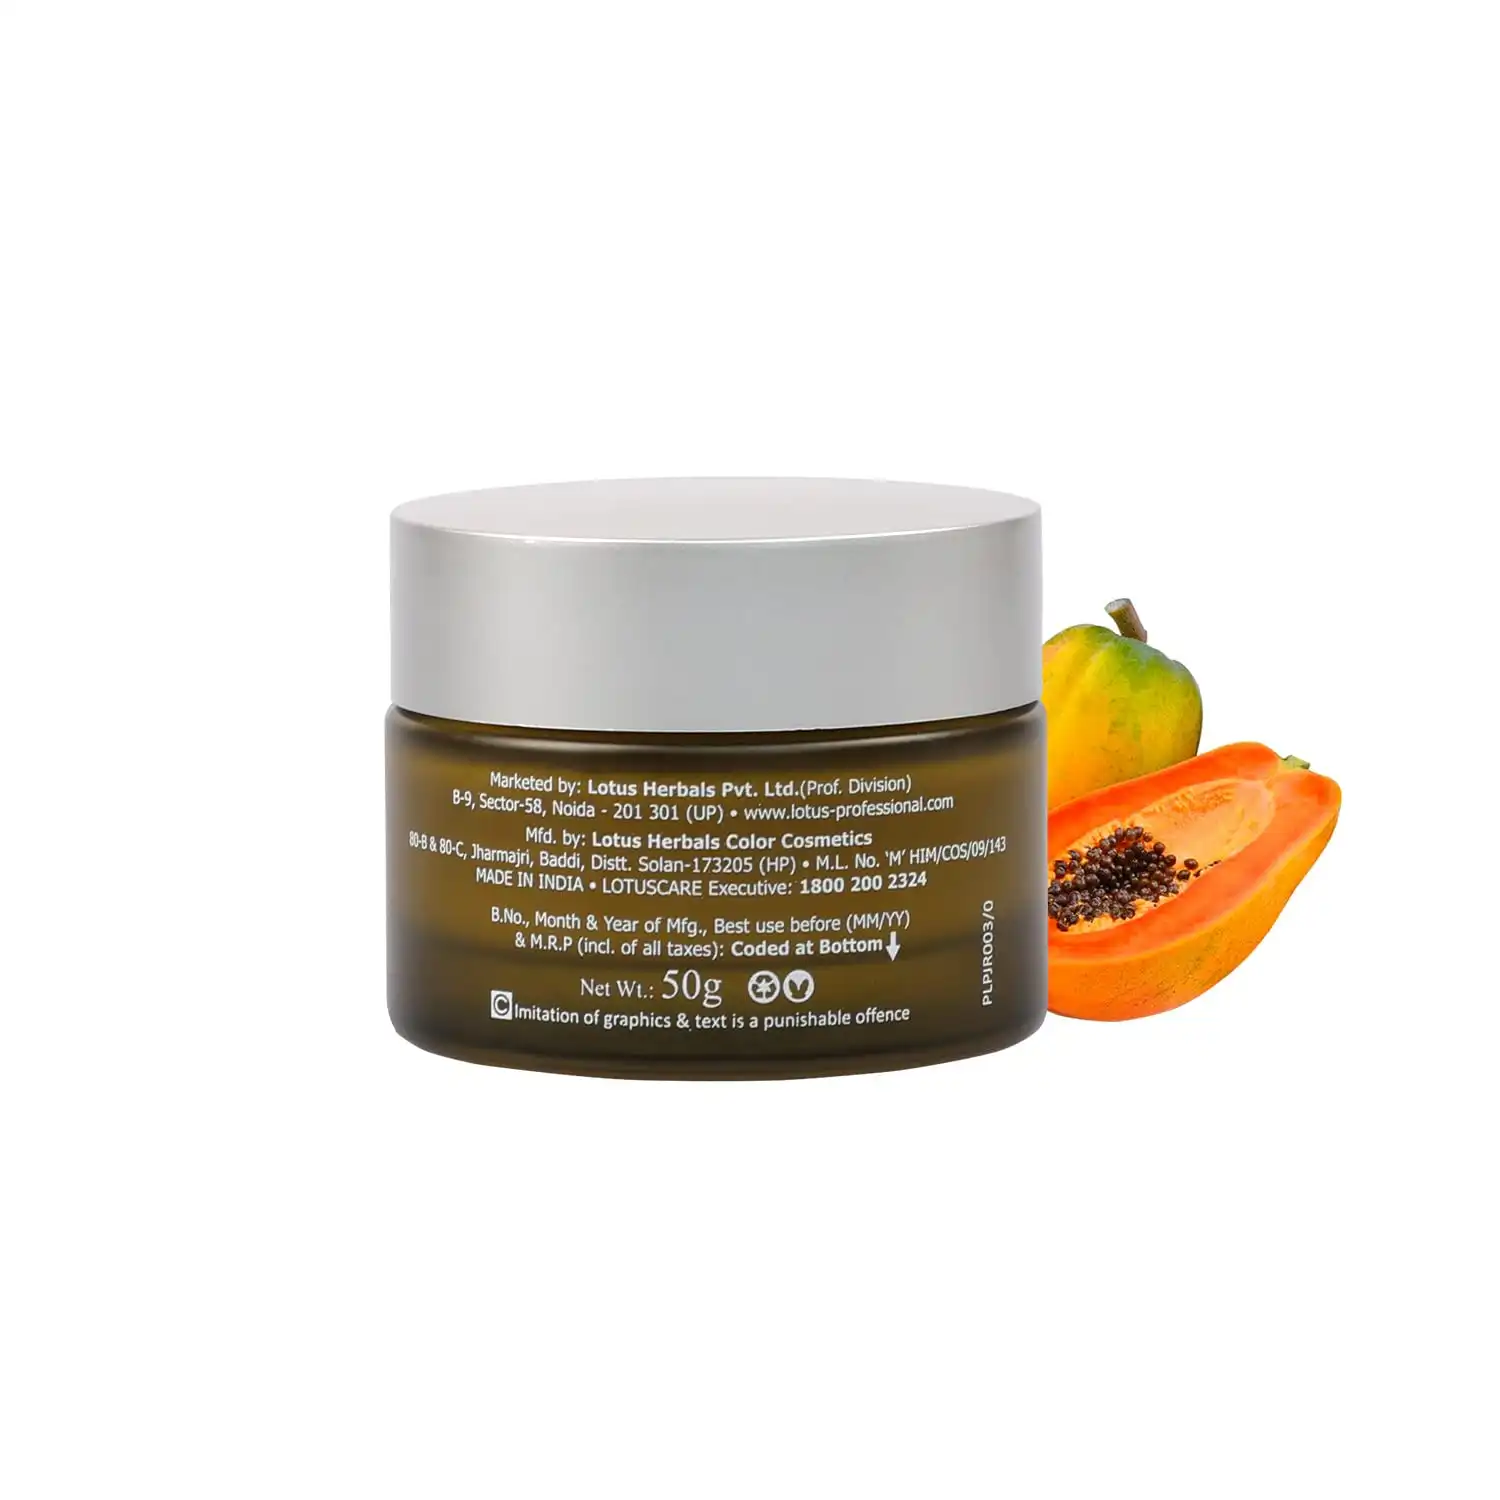 Marketed by: Lotus Herbals Pvt. Ltd.(Prof. Division)
B-9, Sector-58, Noida - 201 301 (UP) • www.lotus-professional.com
Mfd. by: Lotus Herbals Color Cosmetics
80-B & 80-C, Jharmajri, Baddi, Distt. Solan-173205 (HP) • M.L. No. 'M' HIM/COS/09/143
MADE IN INDIA • LOTUSCARE Executive: 1800 200 2324
B.No., Month & Year of Mfg., Best use before (MM/YY)
& M.R.P (incl. of all taxes): Coded at Bottom
Net Wt.: 50g
C Imitation of graphics & text is a punishable offence
PLPJR003/0